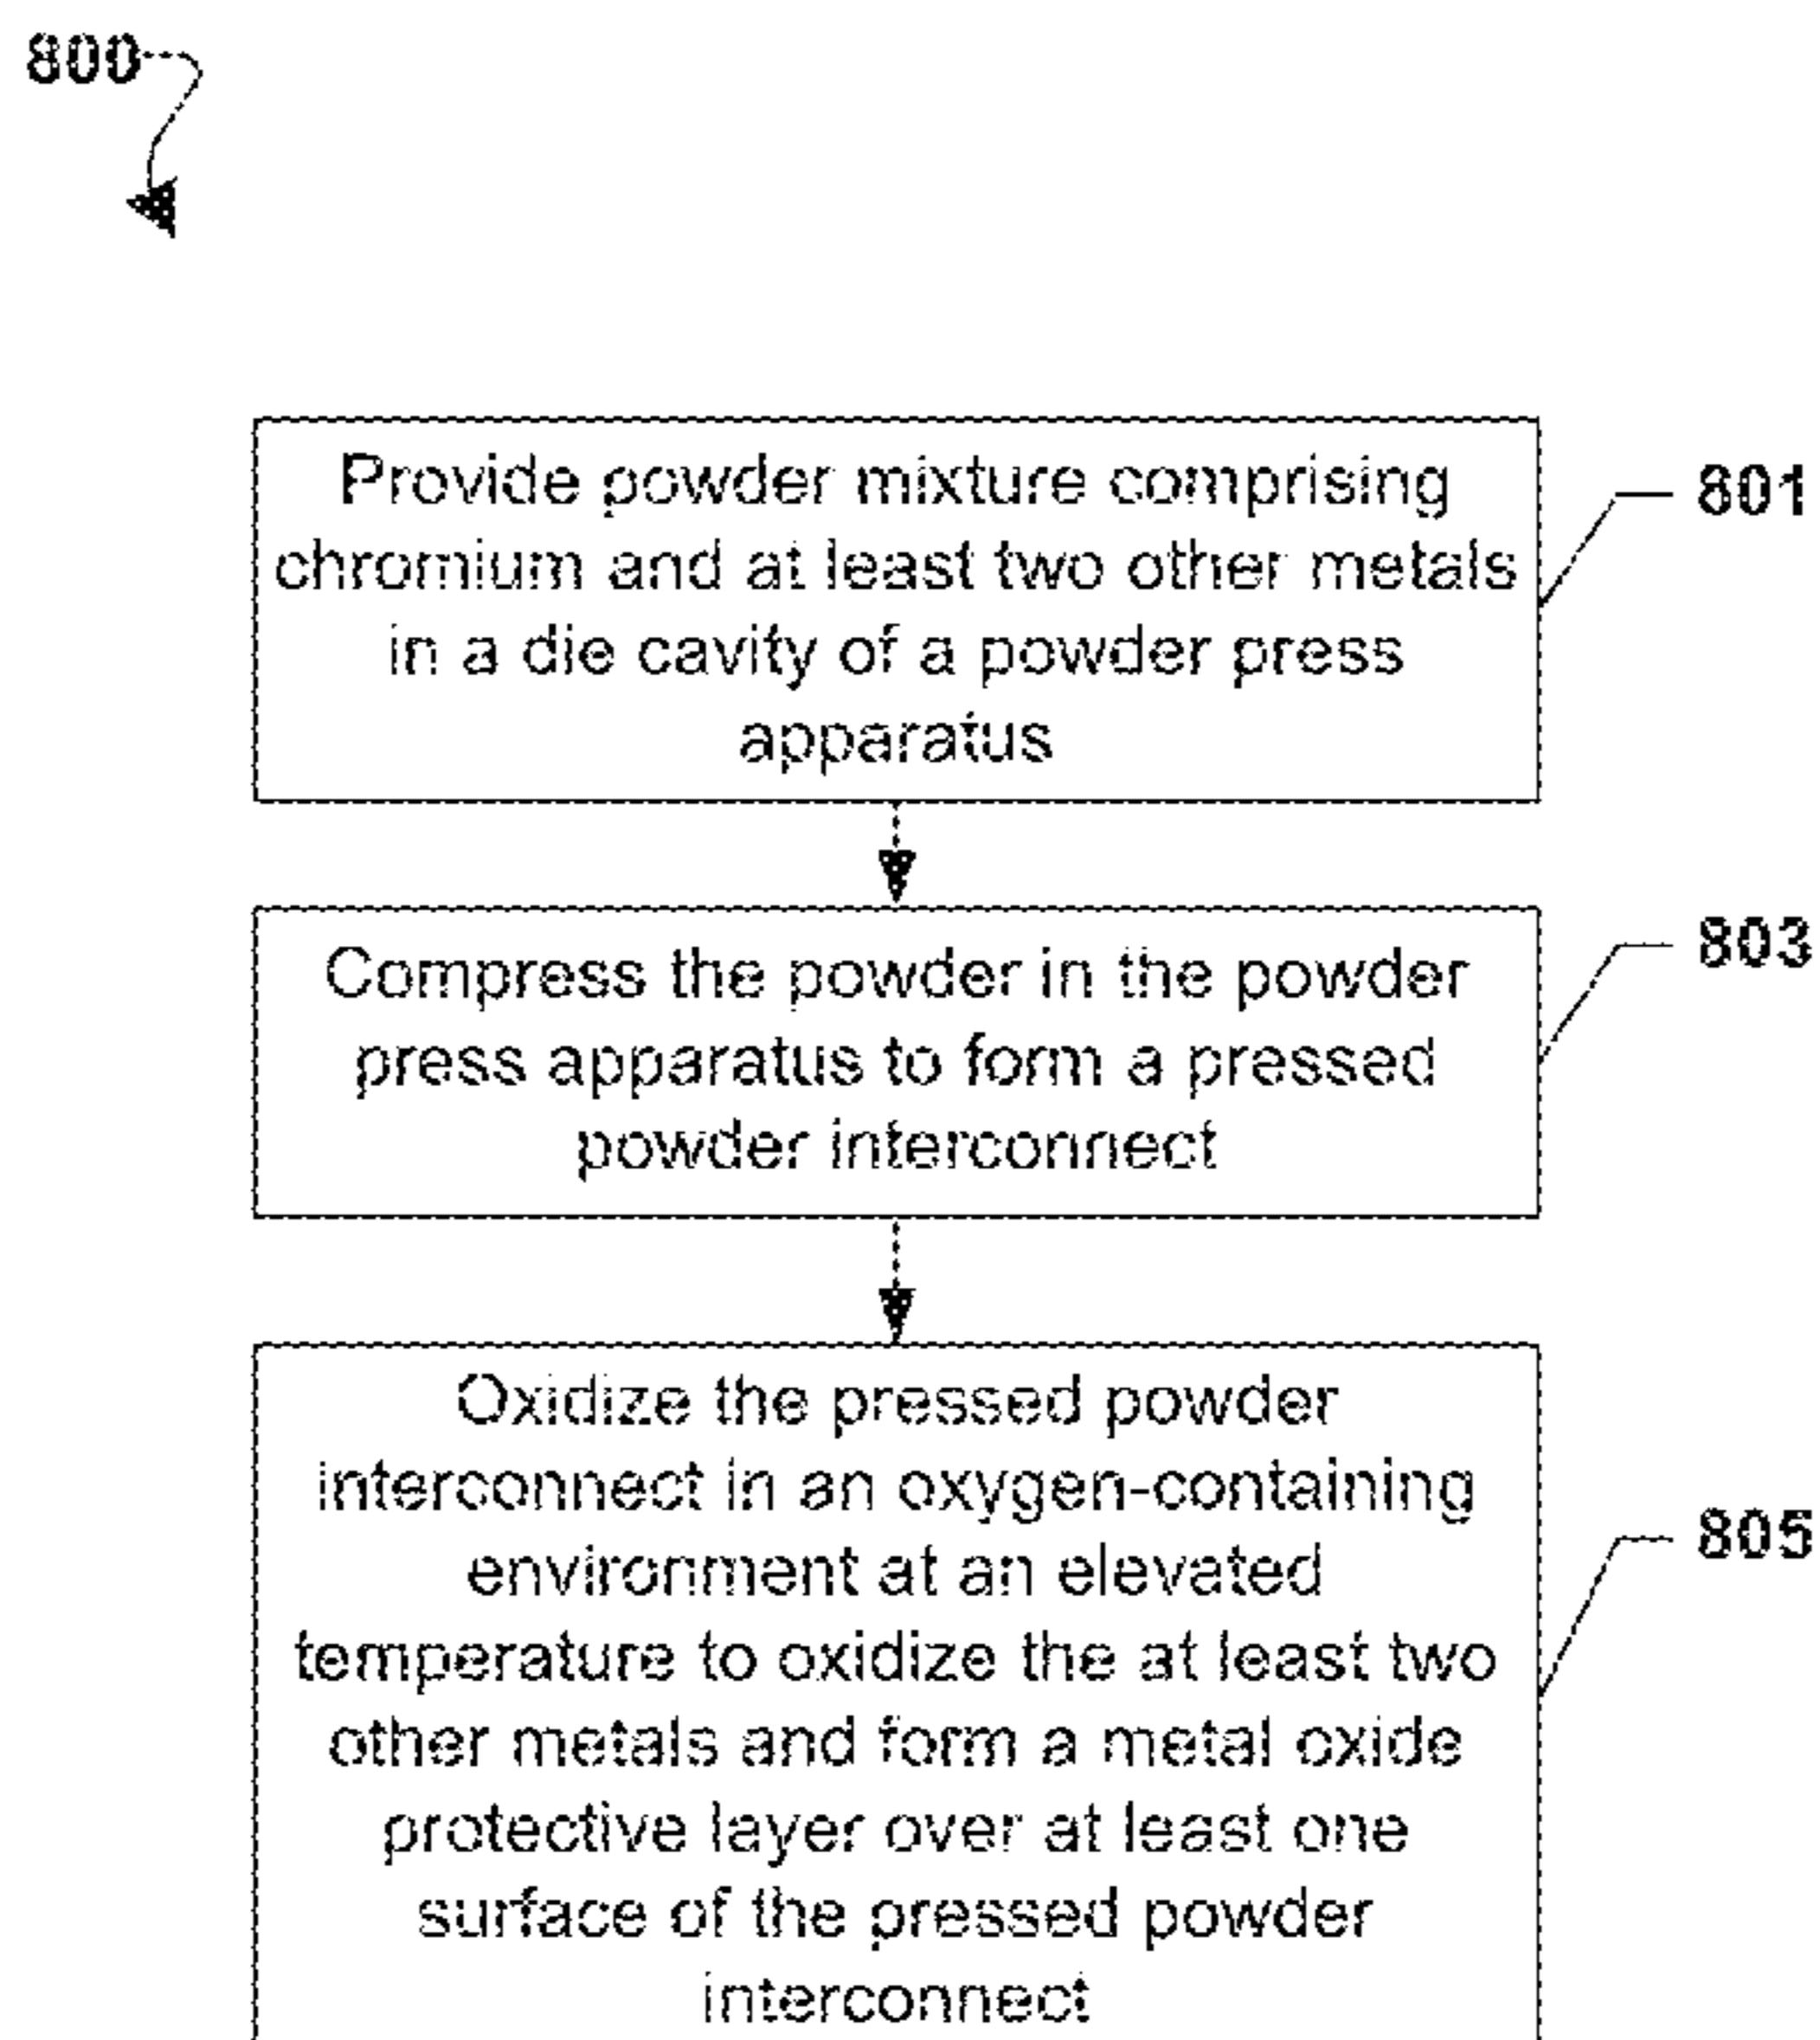 800
Provide powder mixture comprising
chromium and at least two other metals
in a die cavity of a powder press
apparatus
801
Compress the powder in the powder
press apparatus to form a pressed
powder interconnect
803
Oxidize the pressed powder
interconnect in an oxygen-containing
environment at an elevated
temperature to oxidize the at least two
other metals and form a metal oxide
protective layer over at least one
surface of the pressed powder
interconnect
805